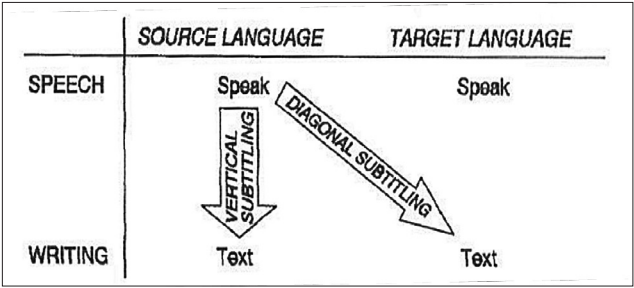 SOURCE LANGUAGE TARGET LANGUAGE
SPEECH Speak Speak
VERTICAL
SUBTITLING
DIAGONAL SUBTITLING
WRITING Text Text